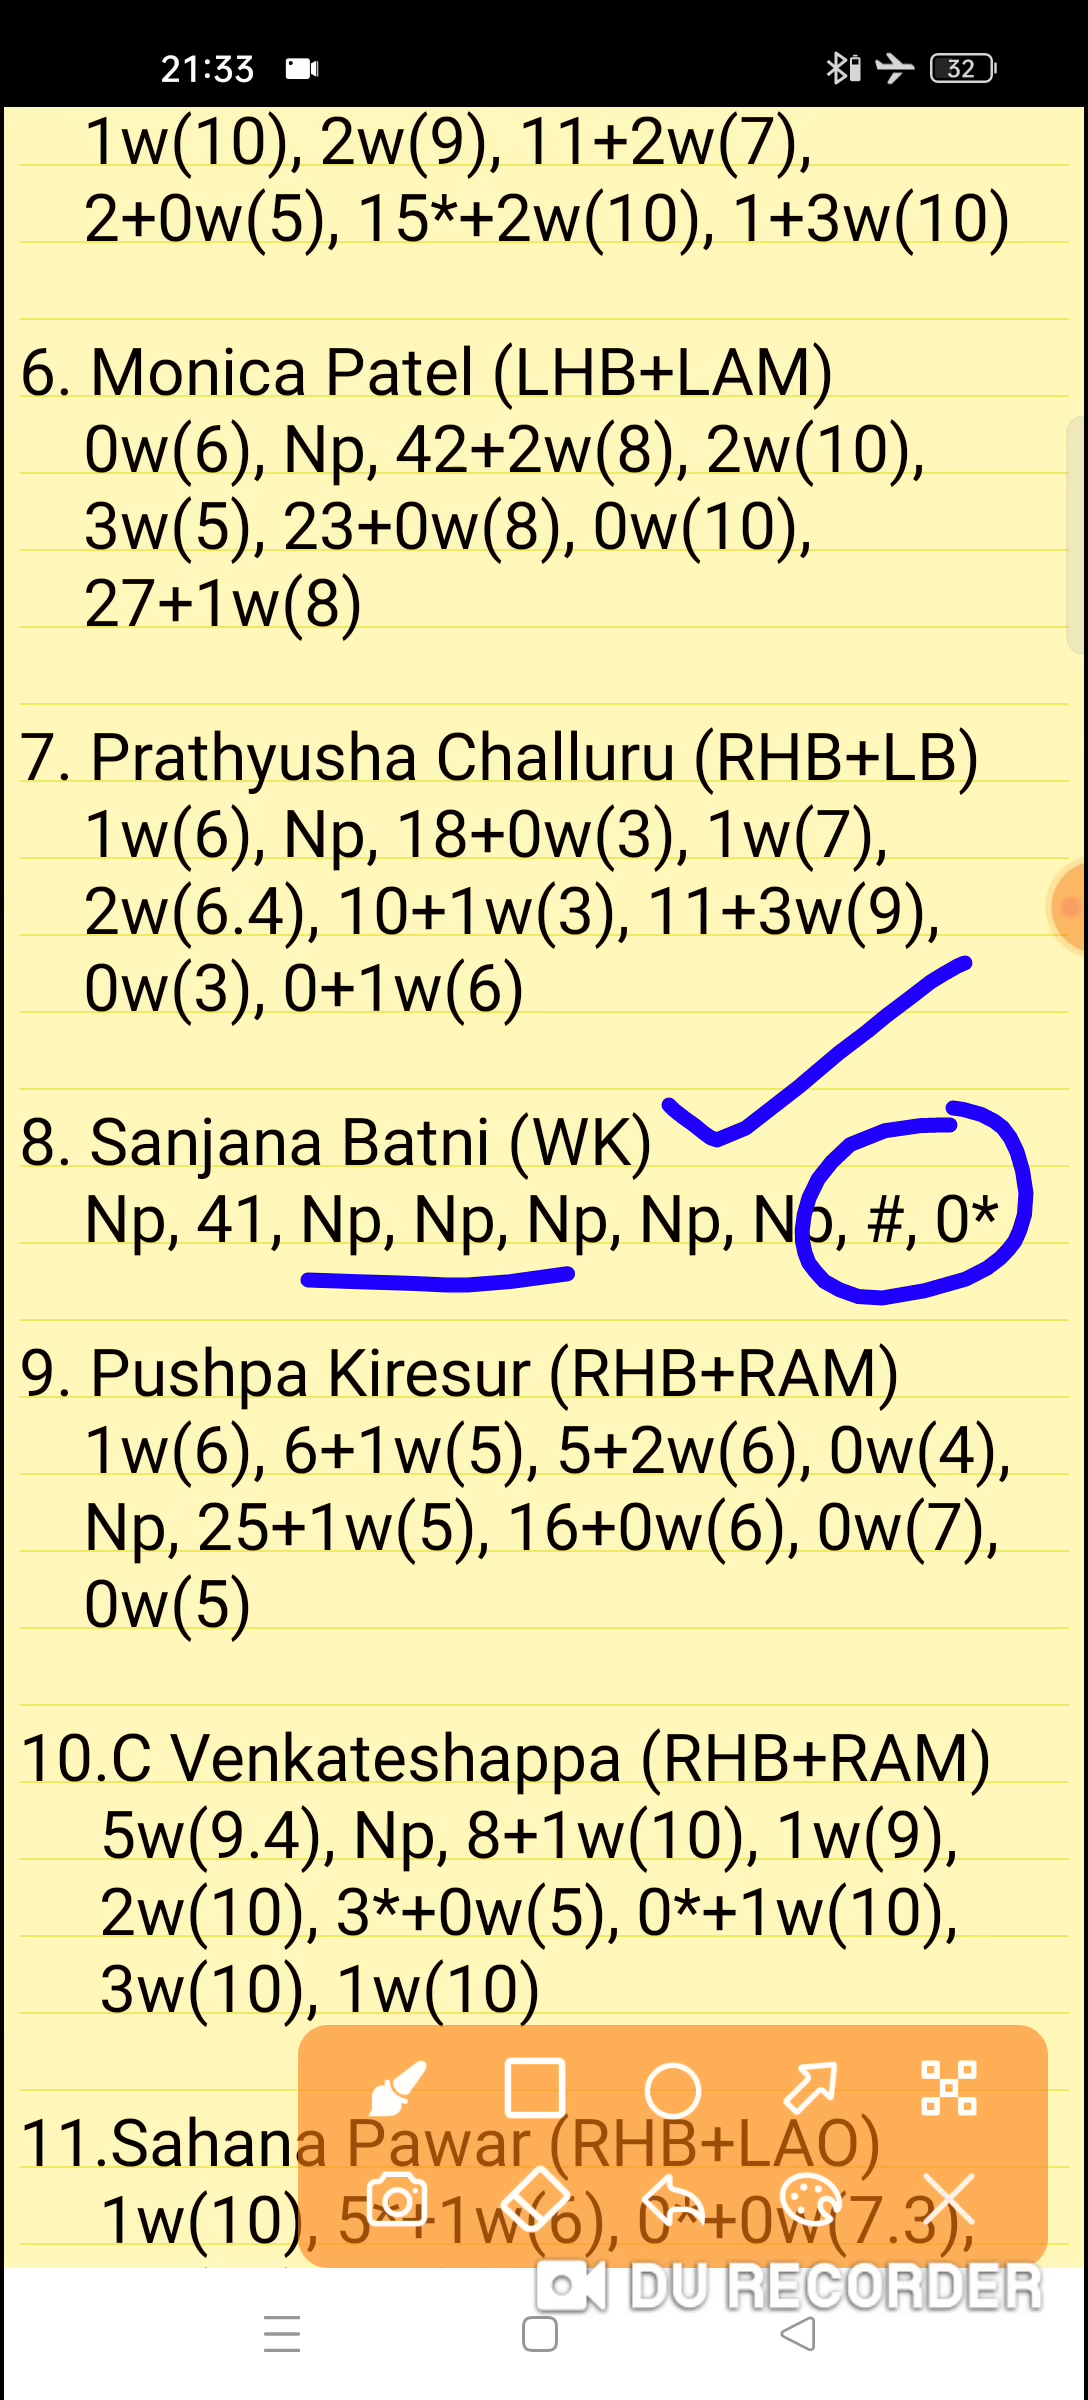 21:33
32
1w(10), 2w(9), 11+2w(7),
2+0w(5), 15*+2w(10), 1+3w(10)
6. Monica Patel (LHB+LAM)
0w(6), Np, 42+2w(8), 2w(10),
3w(5), 23+0w(8), 0w(10),
27+1w(8)
7. Prathyusha Challuru (RHB+LB)
1w(6), Np, 18+0w(3), 1w(7),
2w(6.4), 10+1w(3), 11+3w(9),
0w(3), 0+1w(6)
8. Sanjana Batni (WK)
Np, 41, Np, Np, Np, Np, Np, #, 0*
9. Pushpa Kiresur (RHB+RAM)
1w(6), 6+1w(5), 5+2w(6), 0w(4),
Np, 25+1w(5), 16+0w(6), 0w(7),
0w(5)
10.C Venkateshappa (RHB+RAM)
5w(9.4), Np, 8+1w(10), 1w(9),
2w(10), 3*+0w(5), 0*+1w(10),
3w(10), 1w(10)
11.Sahana Pawar (RHB+LAO)
1w(10), 5*+1w(6), 0*+0w(7.3),
DU RECORDER